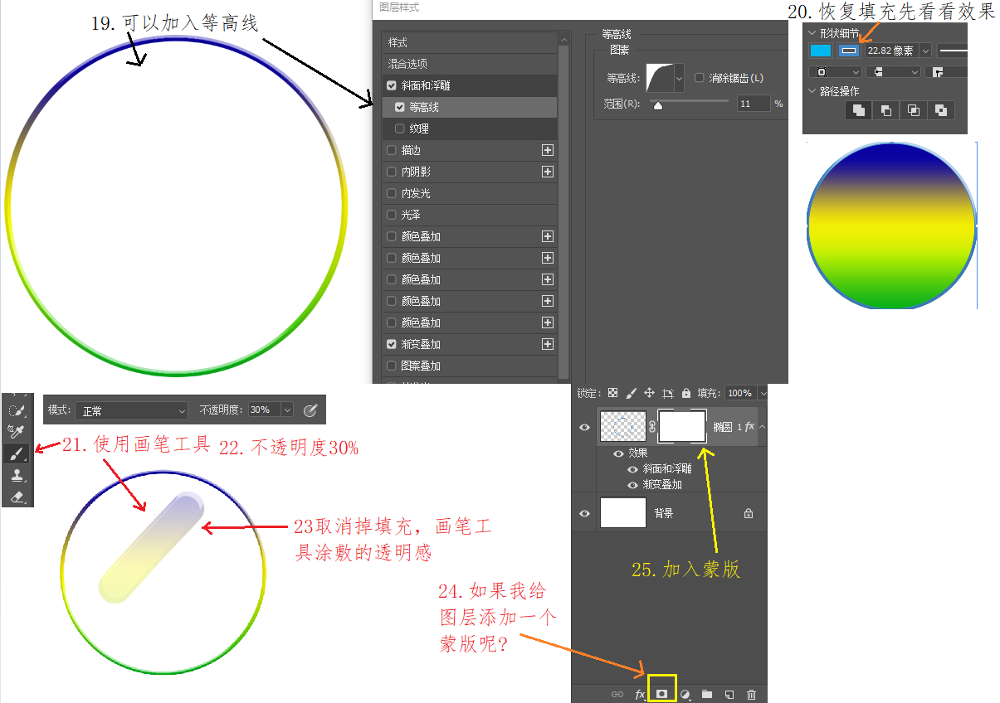 图层样式
19.可以加入等高线
20.恢复填充先看看效果
样式
混合选项
斜面和浮雕
等高线
纹理
描边
内阴影
内发光
光泽
颜色叠加
颜色叠加
颜色叠加
颜色叠加
颜色叠加
渐变叠加
图案叠加
等高线
图素
等高线:
消除锯齿(L)
范围(R):
11
%
形状细节
22.82 像素
路径操作
模式:
正常
不透明度:
30%
21.使用画笔工具
22.不透明度30%
23取消掉填充，画笔工
具涂敷的透明感
24.如果我给
图层添加一个
蒙版呢?
锁定:
填充:
100%
椭圆 1
fx
效果
斜面和浮雕
渐变叠加
背景
25.加入蒙版
fx